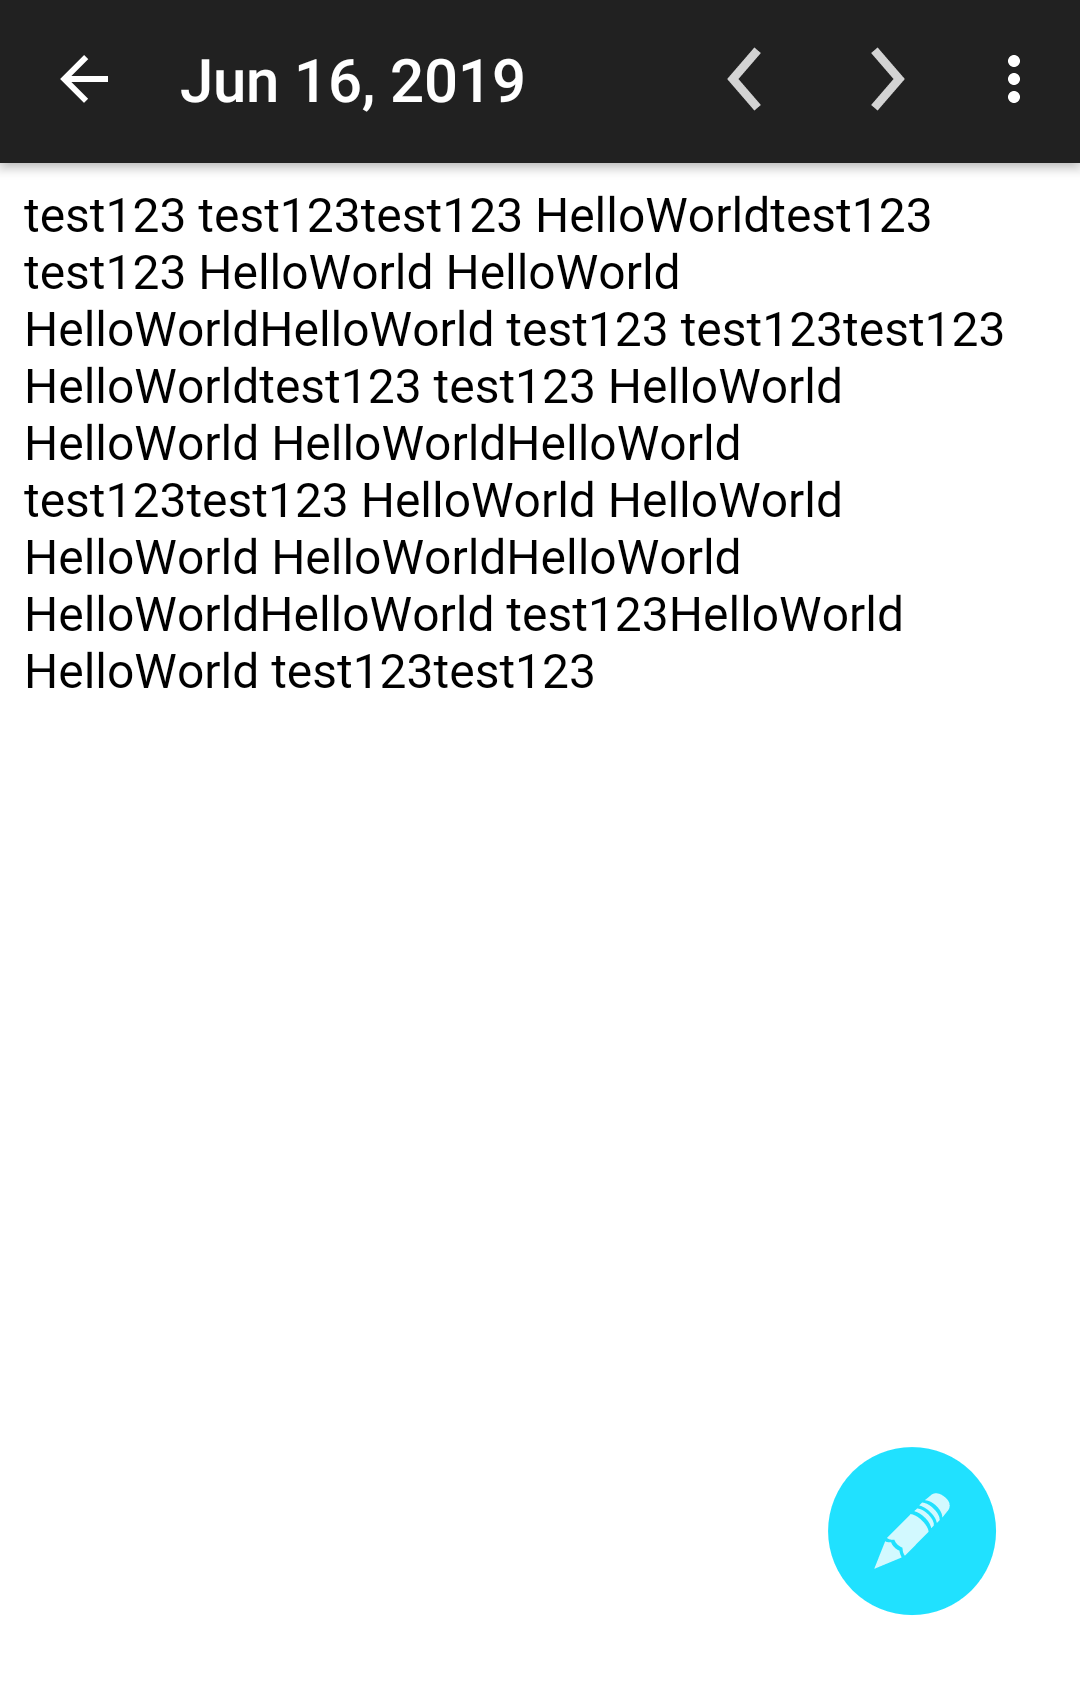 Jun 16, 2019
test123 test123test123 HelloWorldtest123
test123 HelloWorld HelloWorld
HelloWorldHelloWorld test123 test123test123
HelloWorldtest123 test123 HelloWorld
HelloWorld HelloWorldHelloWorld
test123test123 HelloWorld HelloWorld
HelloWorld HelloWorldHelloWorld
HelloWorldHelloWorld test123HelloWorld
HelloWorld test123test123